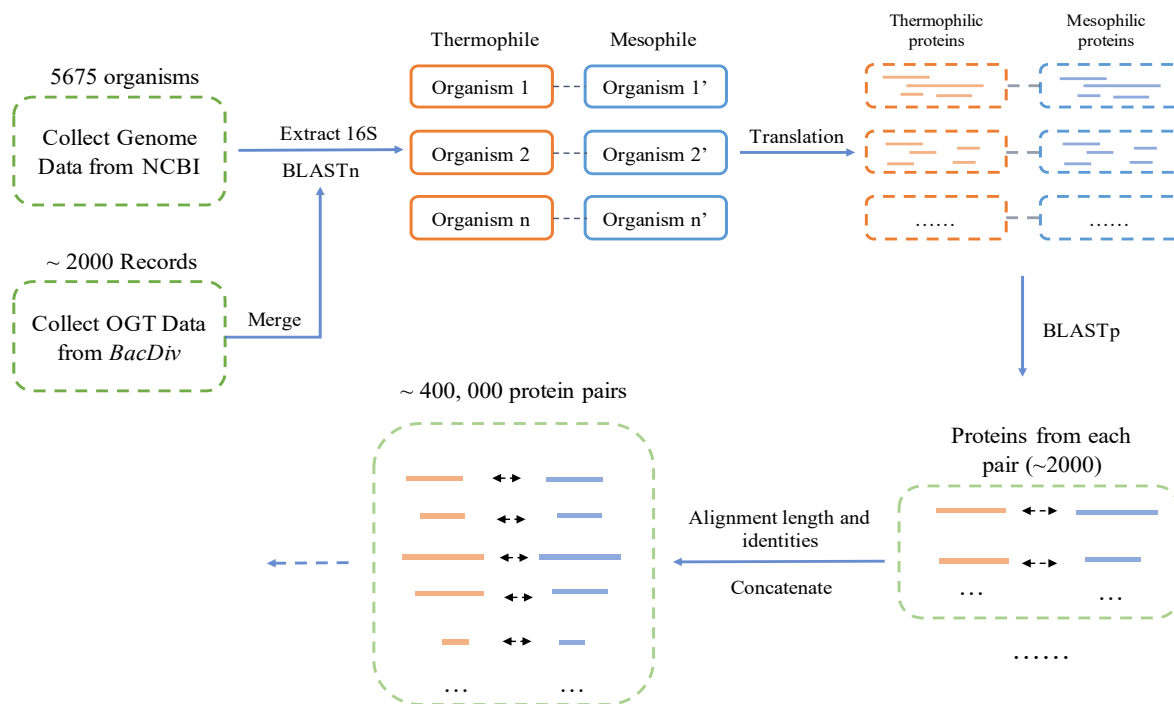 5675 organisms
Collect Genome
Data from NCBI
~ 2000 Records
Collect OGT Data
from BacDiv
Merge
Extract 16S
BLASTn
Thermophile
Mesophile
Organism 1
Organism 1’
Organism 2
Organism 2’
Organism n
Organism n’
Translation
Thermophilic
proteins
Mesophilic
proteins
......
......
BLASTp
Proteins from each
pair (~2000)
...
...
......
Alignment length and
identities
Concatenate
~ 400, 000 protein pairs
...
...